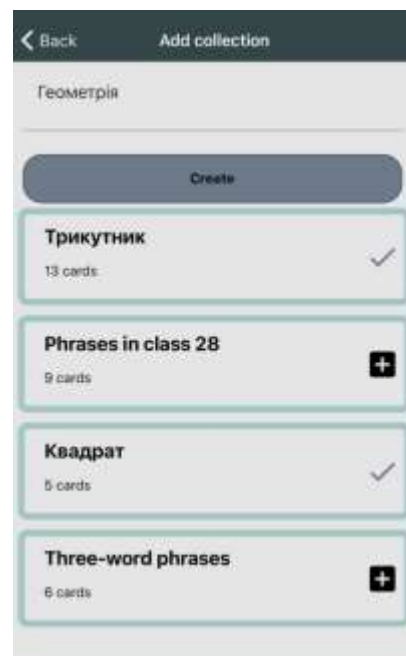 Back Add collection
Геометрія
Create
Трикутник
13 cards
Phrases in class 28
9 cards
Квадрат
5 cards
Three-word phrases
6 cards